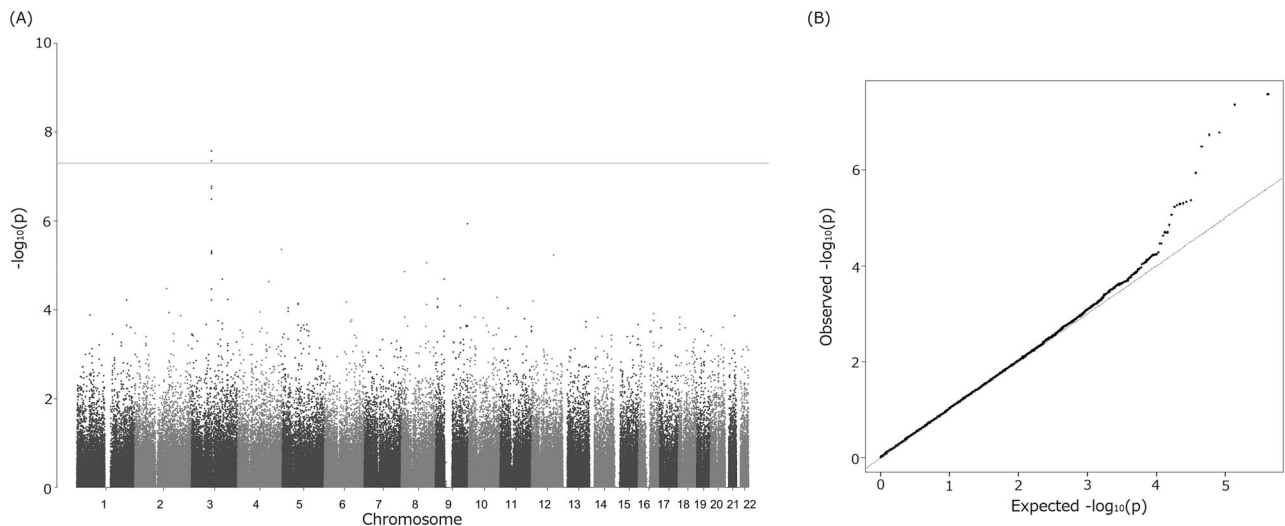 (A)
10
8
6
4
2
0
-log10(p)
1 2 3 4 5 6 7 8 9 10 11 12 13 14 15 16 17 18 19 20 21 22
Chromosome
(B)
6
4
2
0
Observed -log10(p)
0 1 2 3 4 5
Expected -log10(p)